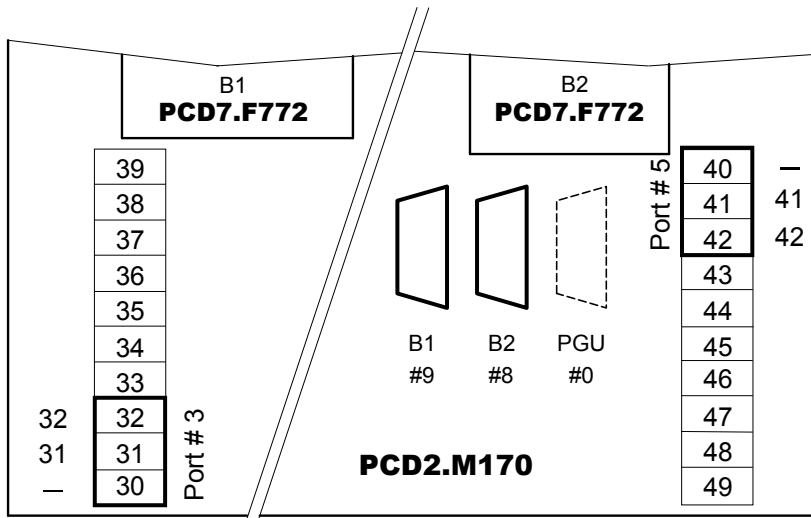 B1
PCD7.F772
B2
PCD7.F772
39
38
37
36
35
34
33
32 32
31 31
— 30
Port # 3
B1
#9
B2
#8
PGU
#0
PCD2.M170
Port # 5
40 —
41 41
42 42
43
44
45
46
47
48
49